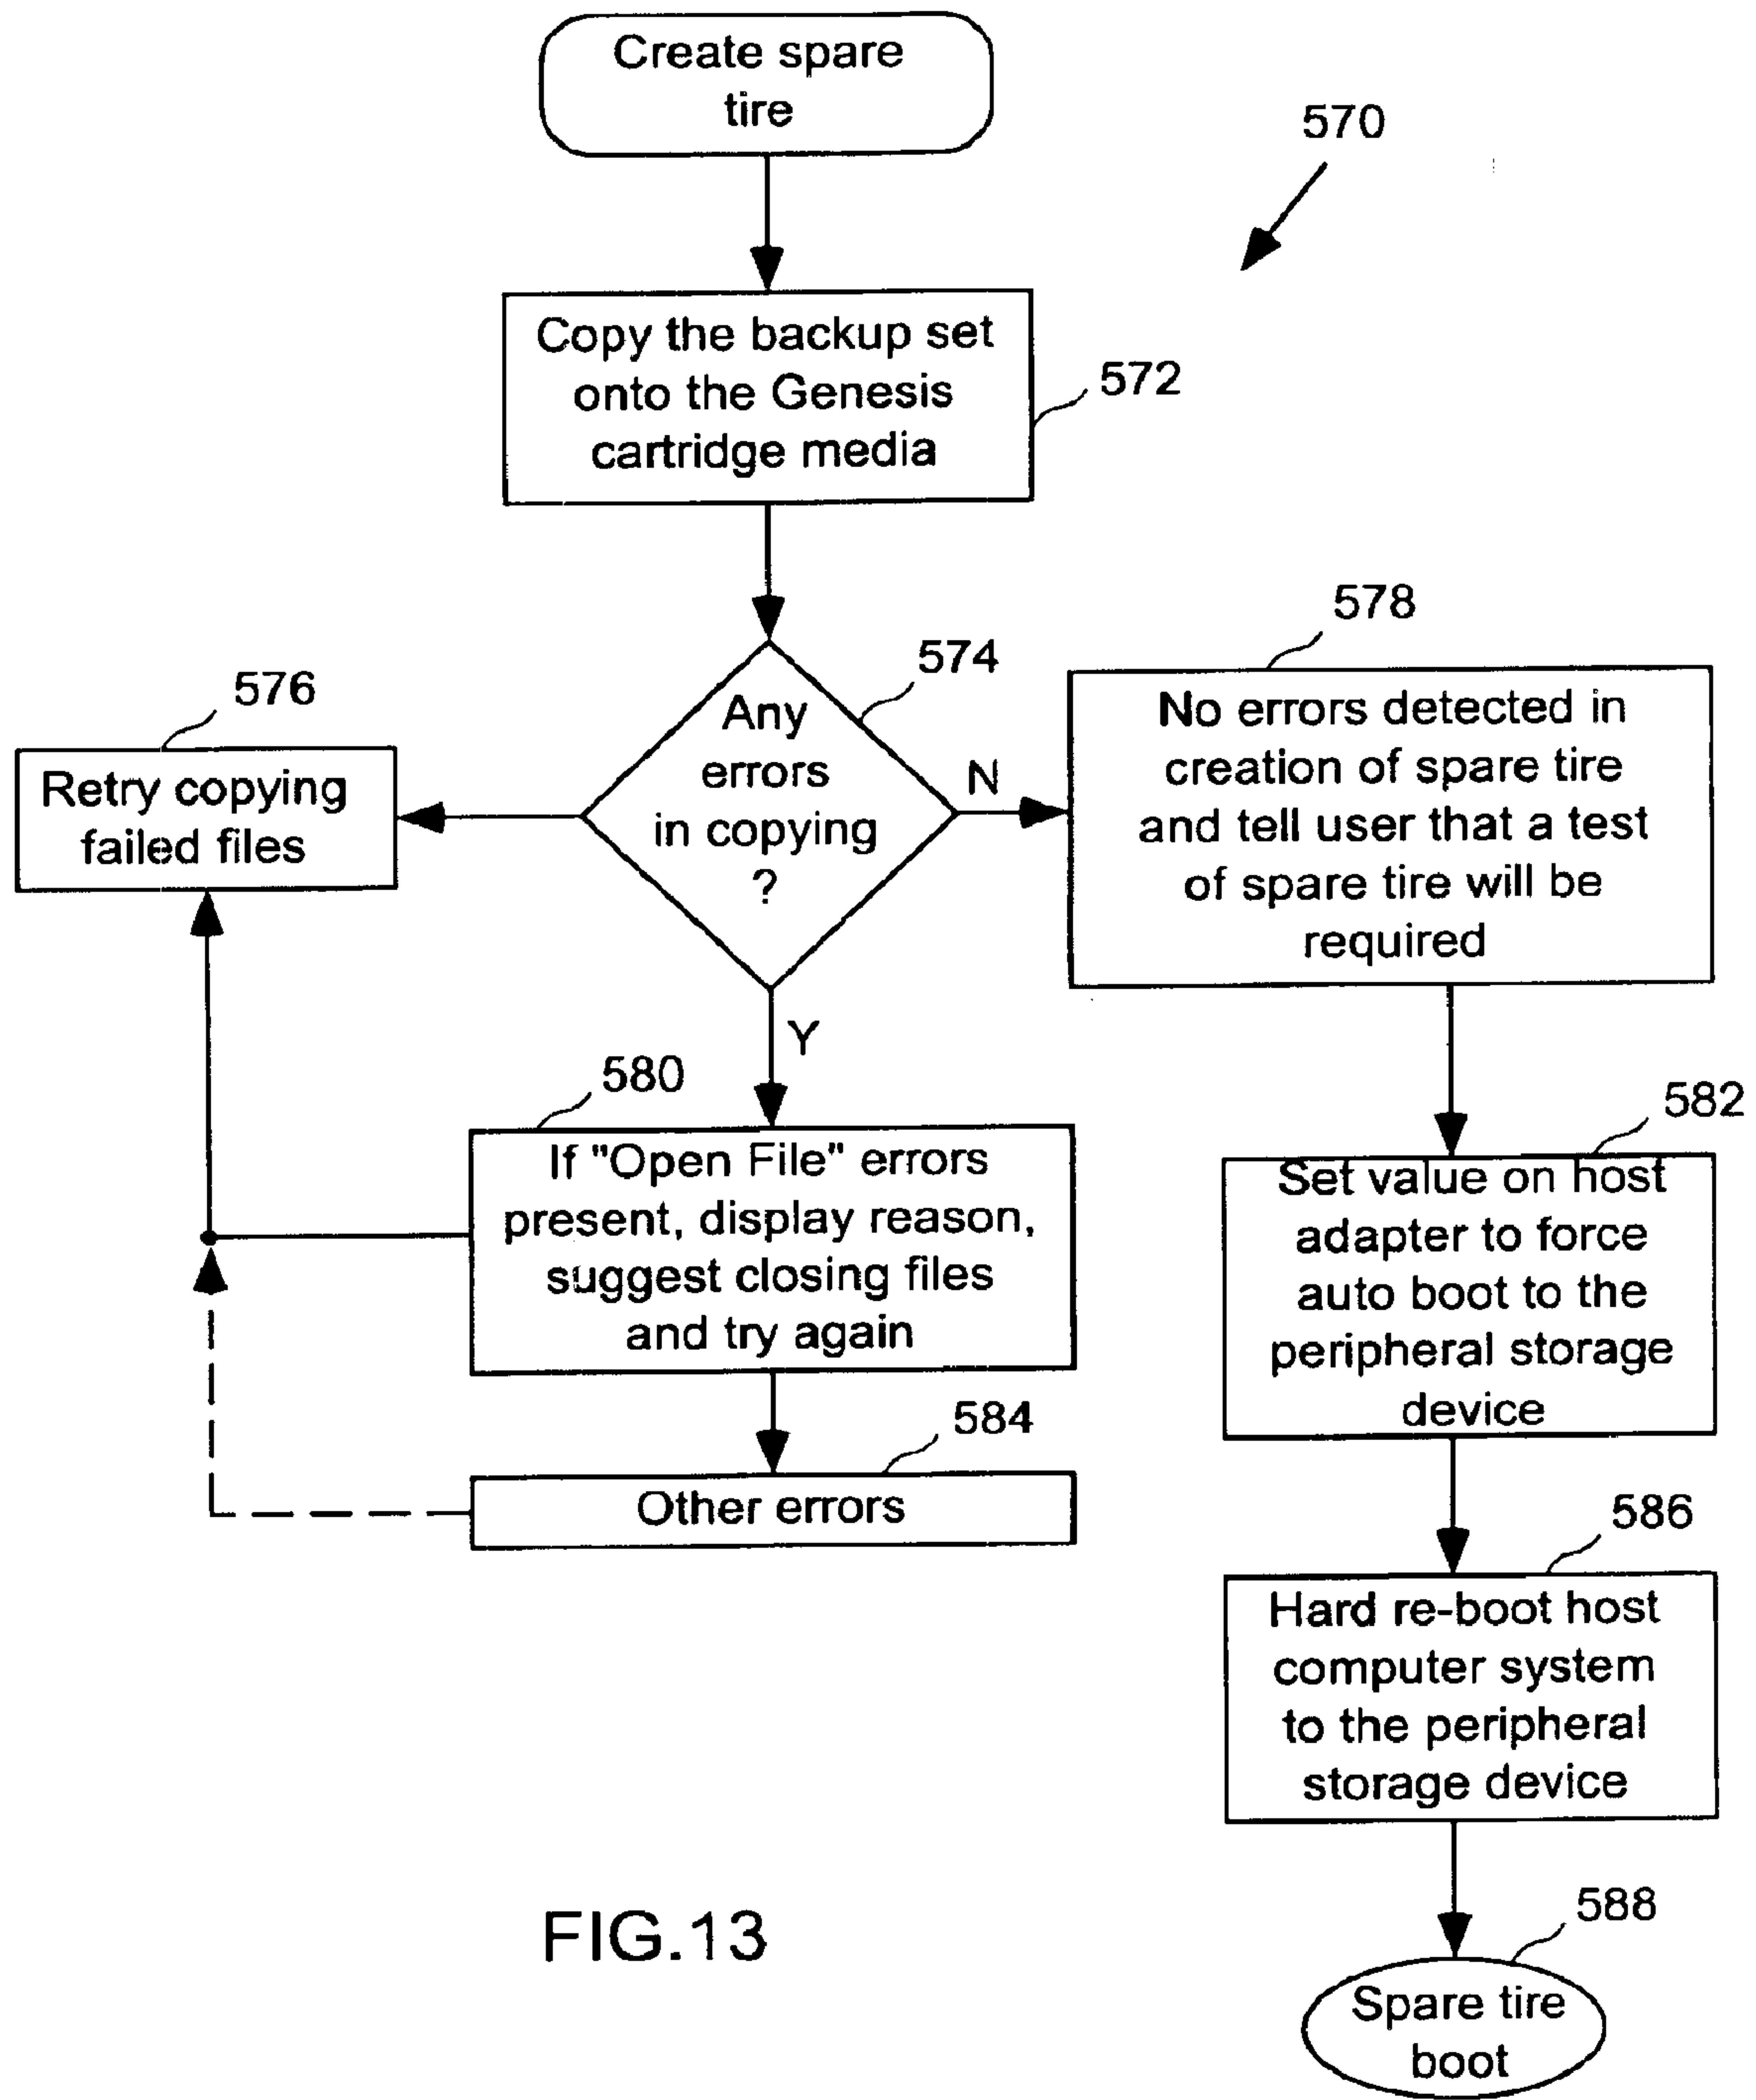 Create spare
tire
570
Copy the backup set
onto the Genesis
cartridge media
572
578
574
576
Any
errors
in copying
?
N
No errors detected in
creation of spare tire
and tell user that a test
of spare tire will be
required
Retry copying
failed files
Y
580
582
If "Open File" errors
present, display reason,
suggest closing files
and try again
Set value on host
adapter to force
auto boot to the
peripheral storage
device
584
Other errors
586
Hard re-boot host
computer system
to the peripheral
storage device
588
Spare tire
boot
FIG.13